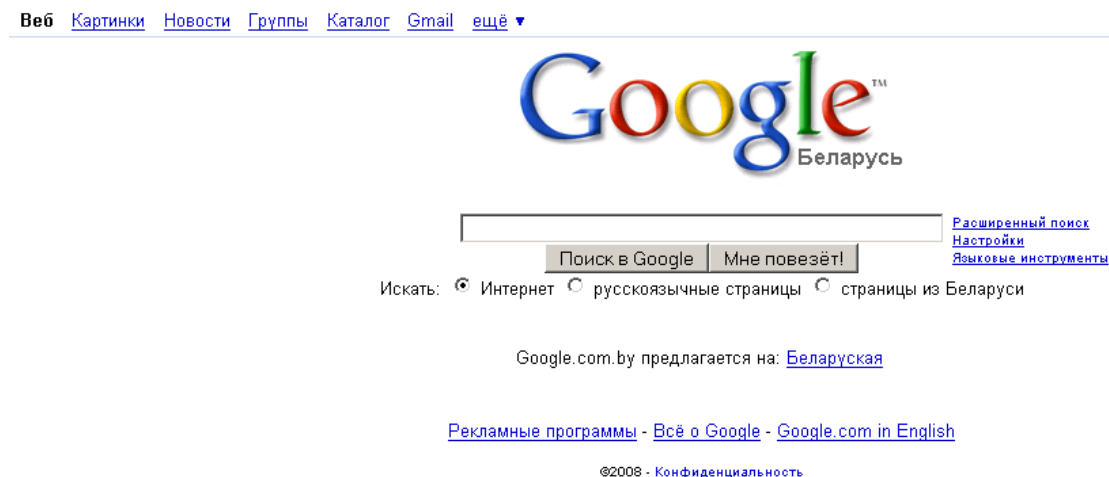 Веб Картинки Новости Группы Каталог Gmail ещё ▼
Google™
Беларусь
Расширенный поиск
Настройки
Языковые инструменты
Поиск в Google Мне повезёт!
Искать: Интернет русскоязычные страницы страницы из Беларуси
Google.com.by предлагается на: Беларуская
Рекламные программы - Всё о Google - Google.com in English
©2008 - Конфиденциальность